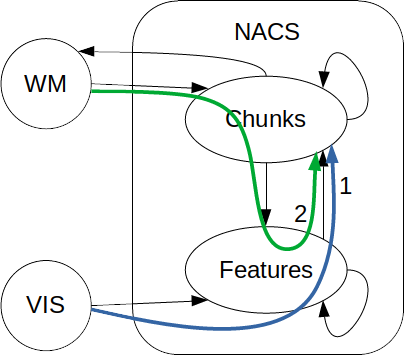 NACS
WM
Chunks
1
2
Features
VIS